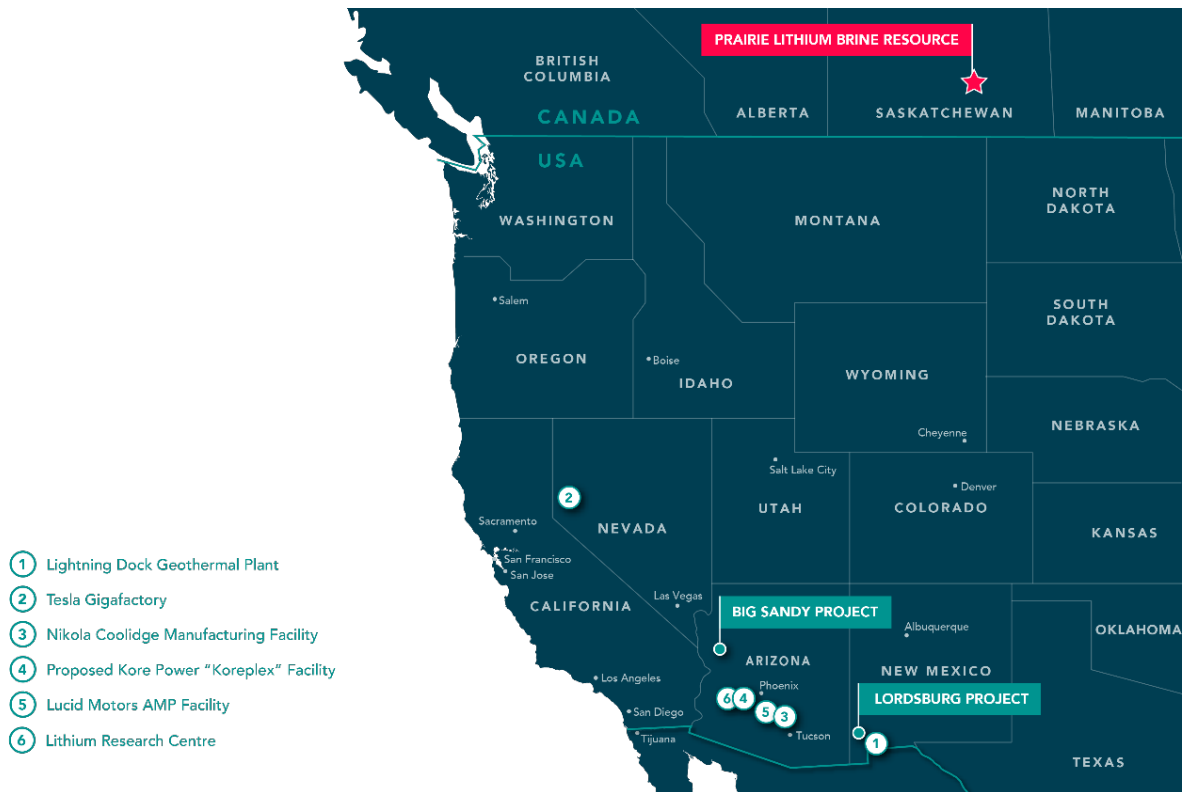 PRAIRIE LITHIUM BRINE RESOURCE
BRITISH
COLUMBIA
ALBERTA
SASKATCHEWAN
MANITOBA
CANADA
USA
WASHINGTON
MONTANA
NORTH
DAKOTA
Salem
SOUTH
DAKOTA
OREGON
Boise
IDAHO
WYOMING
Cheyenne
NEBRASKA
Salt Lake City
Denver
2
UTAH
COLORADO
Sacramento
NEVADA
KANSAS
San Francisco
San Jose
CALIFORNIA
Las Vegas
BIG SANDY PROJECT
Albuquerque
OKLAHOMA
ARIZONA
NEW MEXICO
Los Angeles
Phoenix
6
4
LORDSBURG PROJECT
San Diego
5
3
Tijuana
Tucson
1
TEXAS
1 Lightning Dock Geothermal Plant
2 Tesla Gigafactory
3 Nikola Coolidge Manufacturing Facility
4 Proposed Kore Power “Koreplex” Facility
5 Lucid Motors AMP Facility
6 Lithium Research Centre